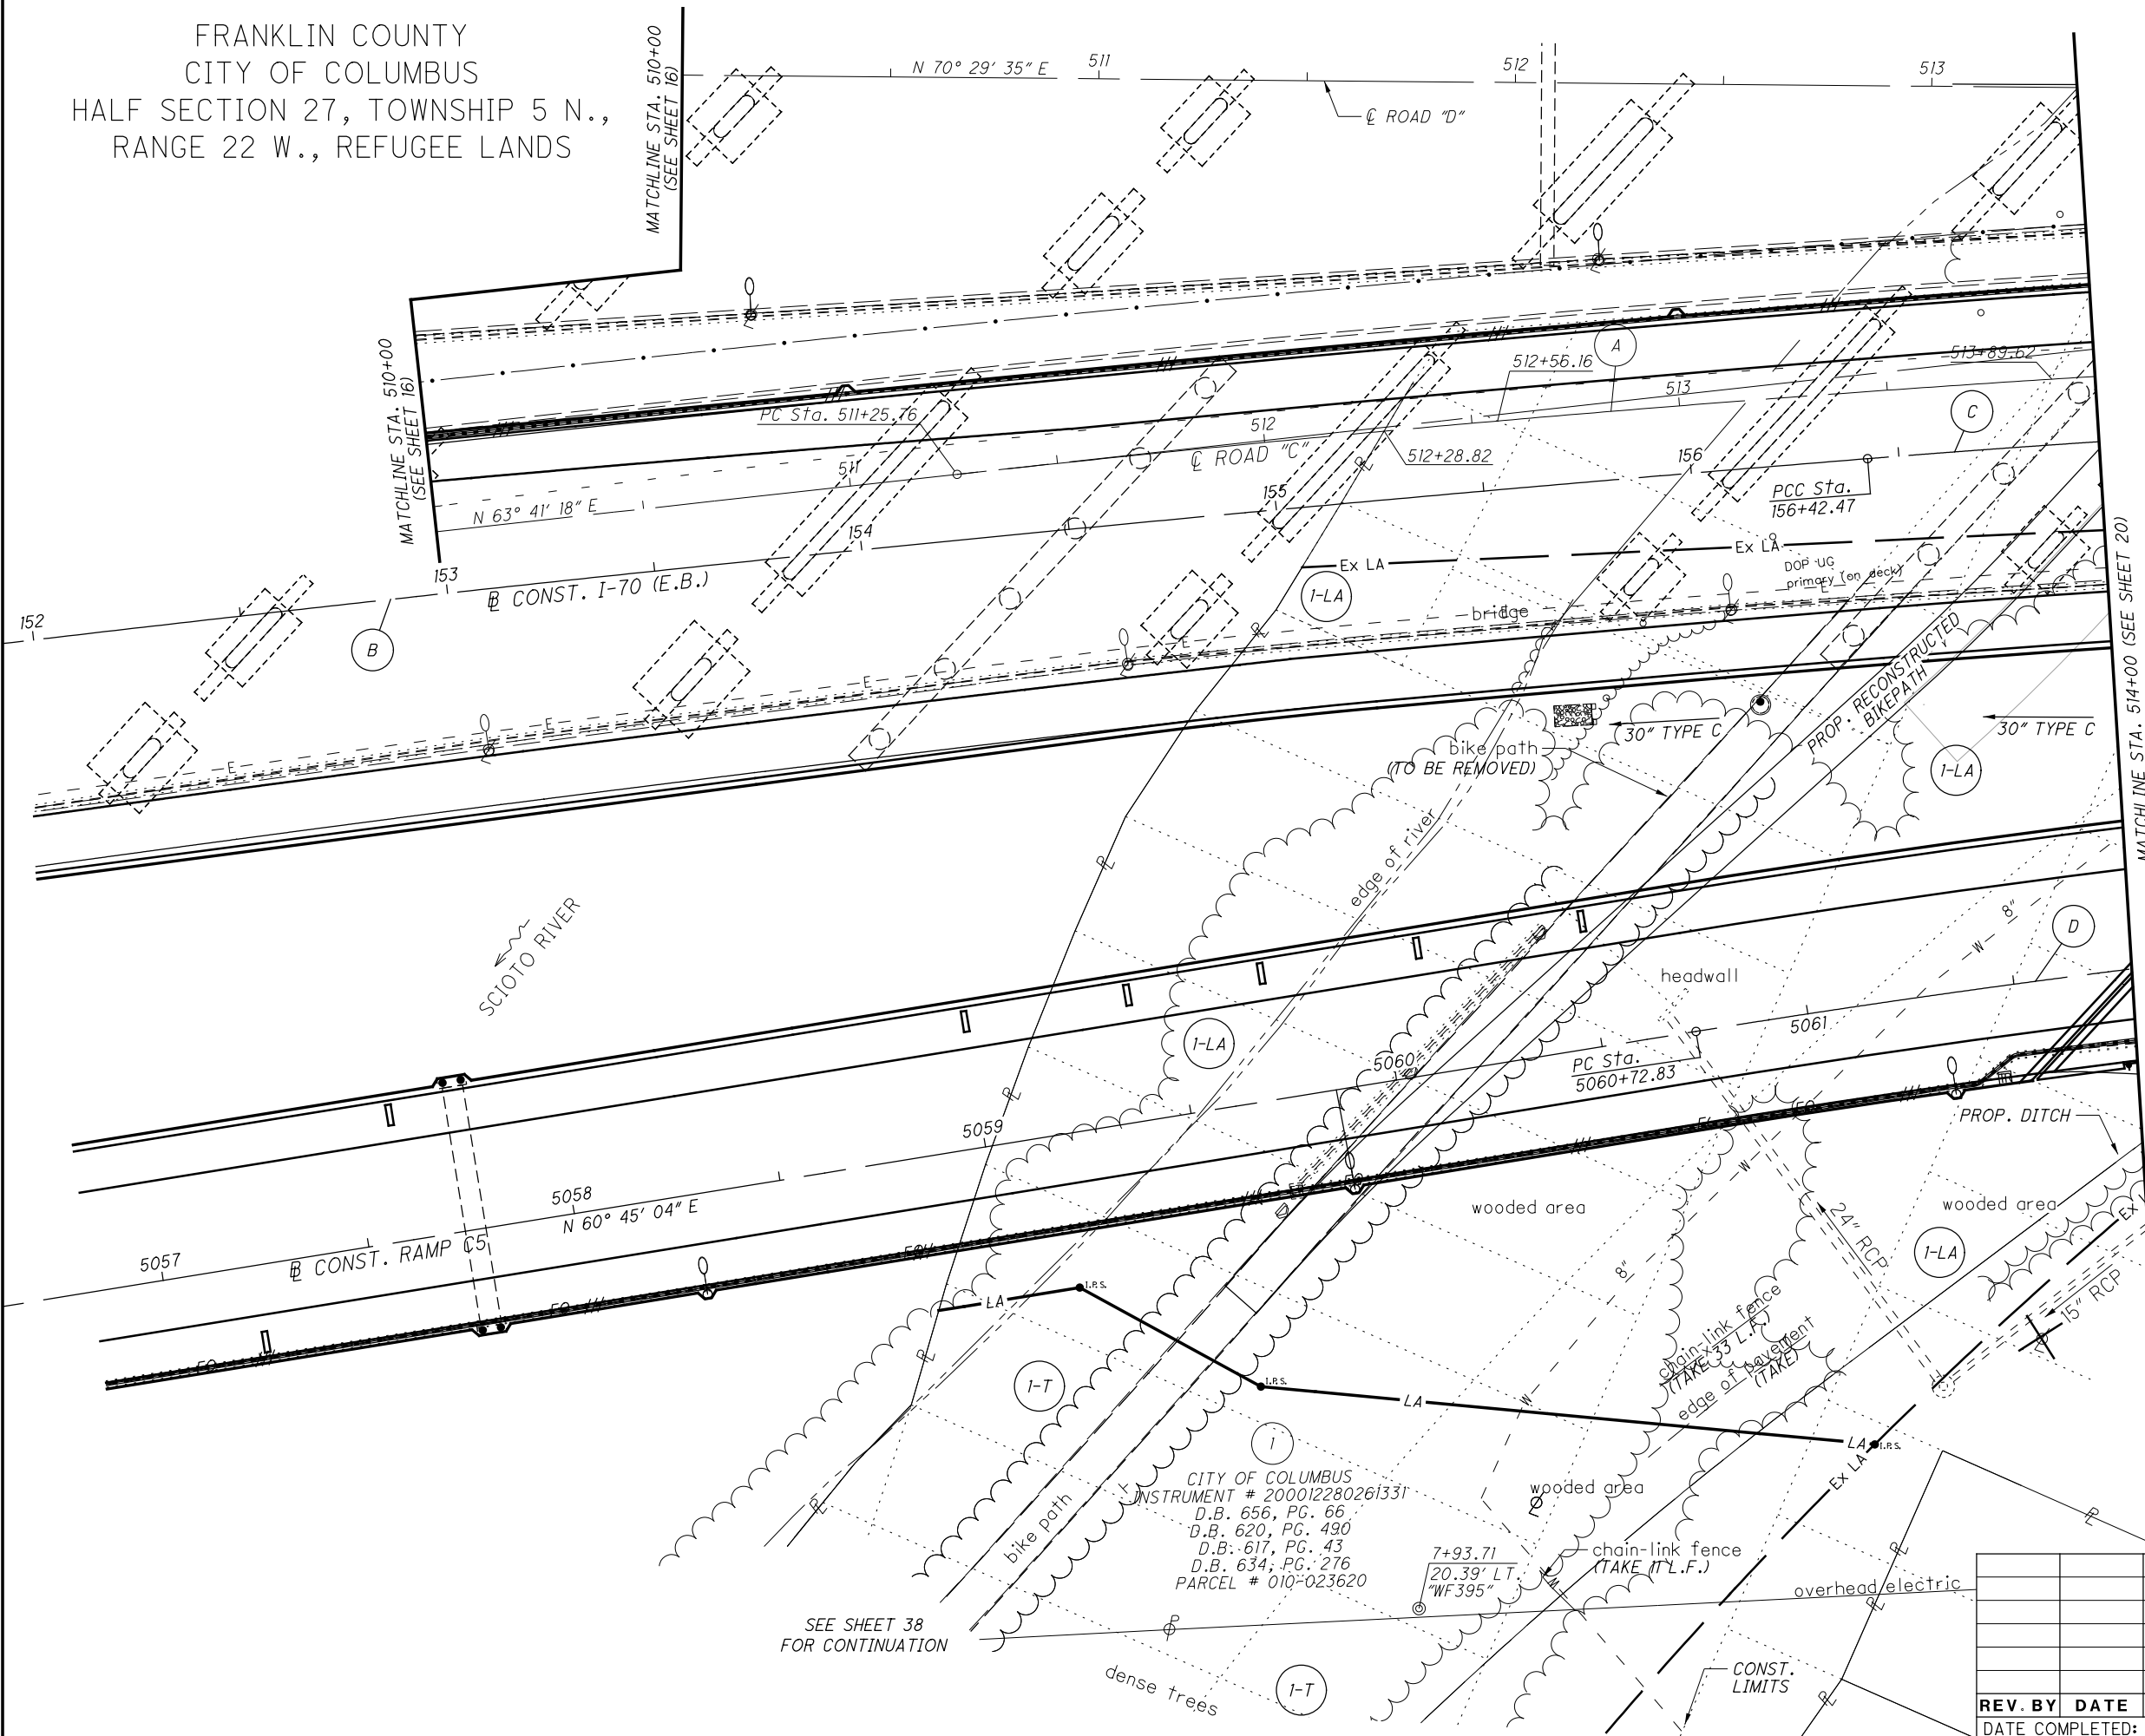 FRANKLIN COUNTY
CITY OF COLUMBUS
HALF SECTION 27, TOWNSHIP 5 N.,
RANGE 22 W., REFUGEE LANDS
MATCHLINE STA. 510+00
(SEE SHEET 16)
N 70° 29' 35" E
511
512
513
℄ ROAD "D"
MATCHLINE STA. 510+00
(SEE SHEET 16)
PC Sta. 511+25.76
512+56.16
A
513+89.62
513
512
℄ ROAD "C"
512+28.82
C
511
N 63° 41' 18" E
156
155
154
153
152
PCC Sta.
156+42.47
B CONST. I-70 (E.B.)
B
Ex LA
Ex LA
1-LA
DOP UG
primary (on deck)
bridge
E
E
E
E
E
MATCHLINE STA. 514+00 (SEE SHEET 20)
PROP. RECONSTRUCTED
BIKEPATH
30" TYPE C
30" TYPE C
bike path
(TO BE REMOVED)
1-LA
edge of river
SCIOTO RIVER
8"
W
D
headwall
1-LA
5061
5060
PC Sta.
5060+72.83
5059
5058
N 60° 45' 04" E
5057
B CONST. RAMP C5
PROP. DITCH
wooded area
wooded area
24" RCP
1-LA
15" RCP
W
8"
LA
I.P.S.
I.P.S.
LA
LA
I.P.S.
Ex LA
chain-link fence
(TAKE 33 L.F.)
edge of pavement
(TAKE)
W
1-T
1
CITY OF COLUMBUS
INSTRUMENT # 200012280261331
D.B. 656, PG. 66
D.B. 620, PG. 490
D.B. 617, PG. 43
D.B. 634, PG. 276
PARCEL # 010-023620
wooded area
bike path
7+93.71
20.39' LT.
"WF395"
chain-link fence
W
overhead electric
SEE SHEET 38
FOR CONTINUATION
P
dense trees
1-T
CONST.
LIMITS
REV. BY DATE
DATE COMPLETED: